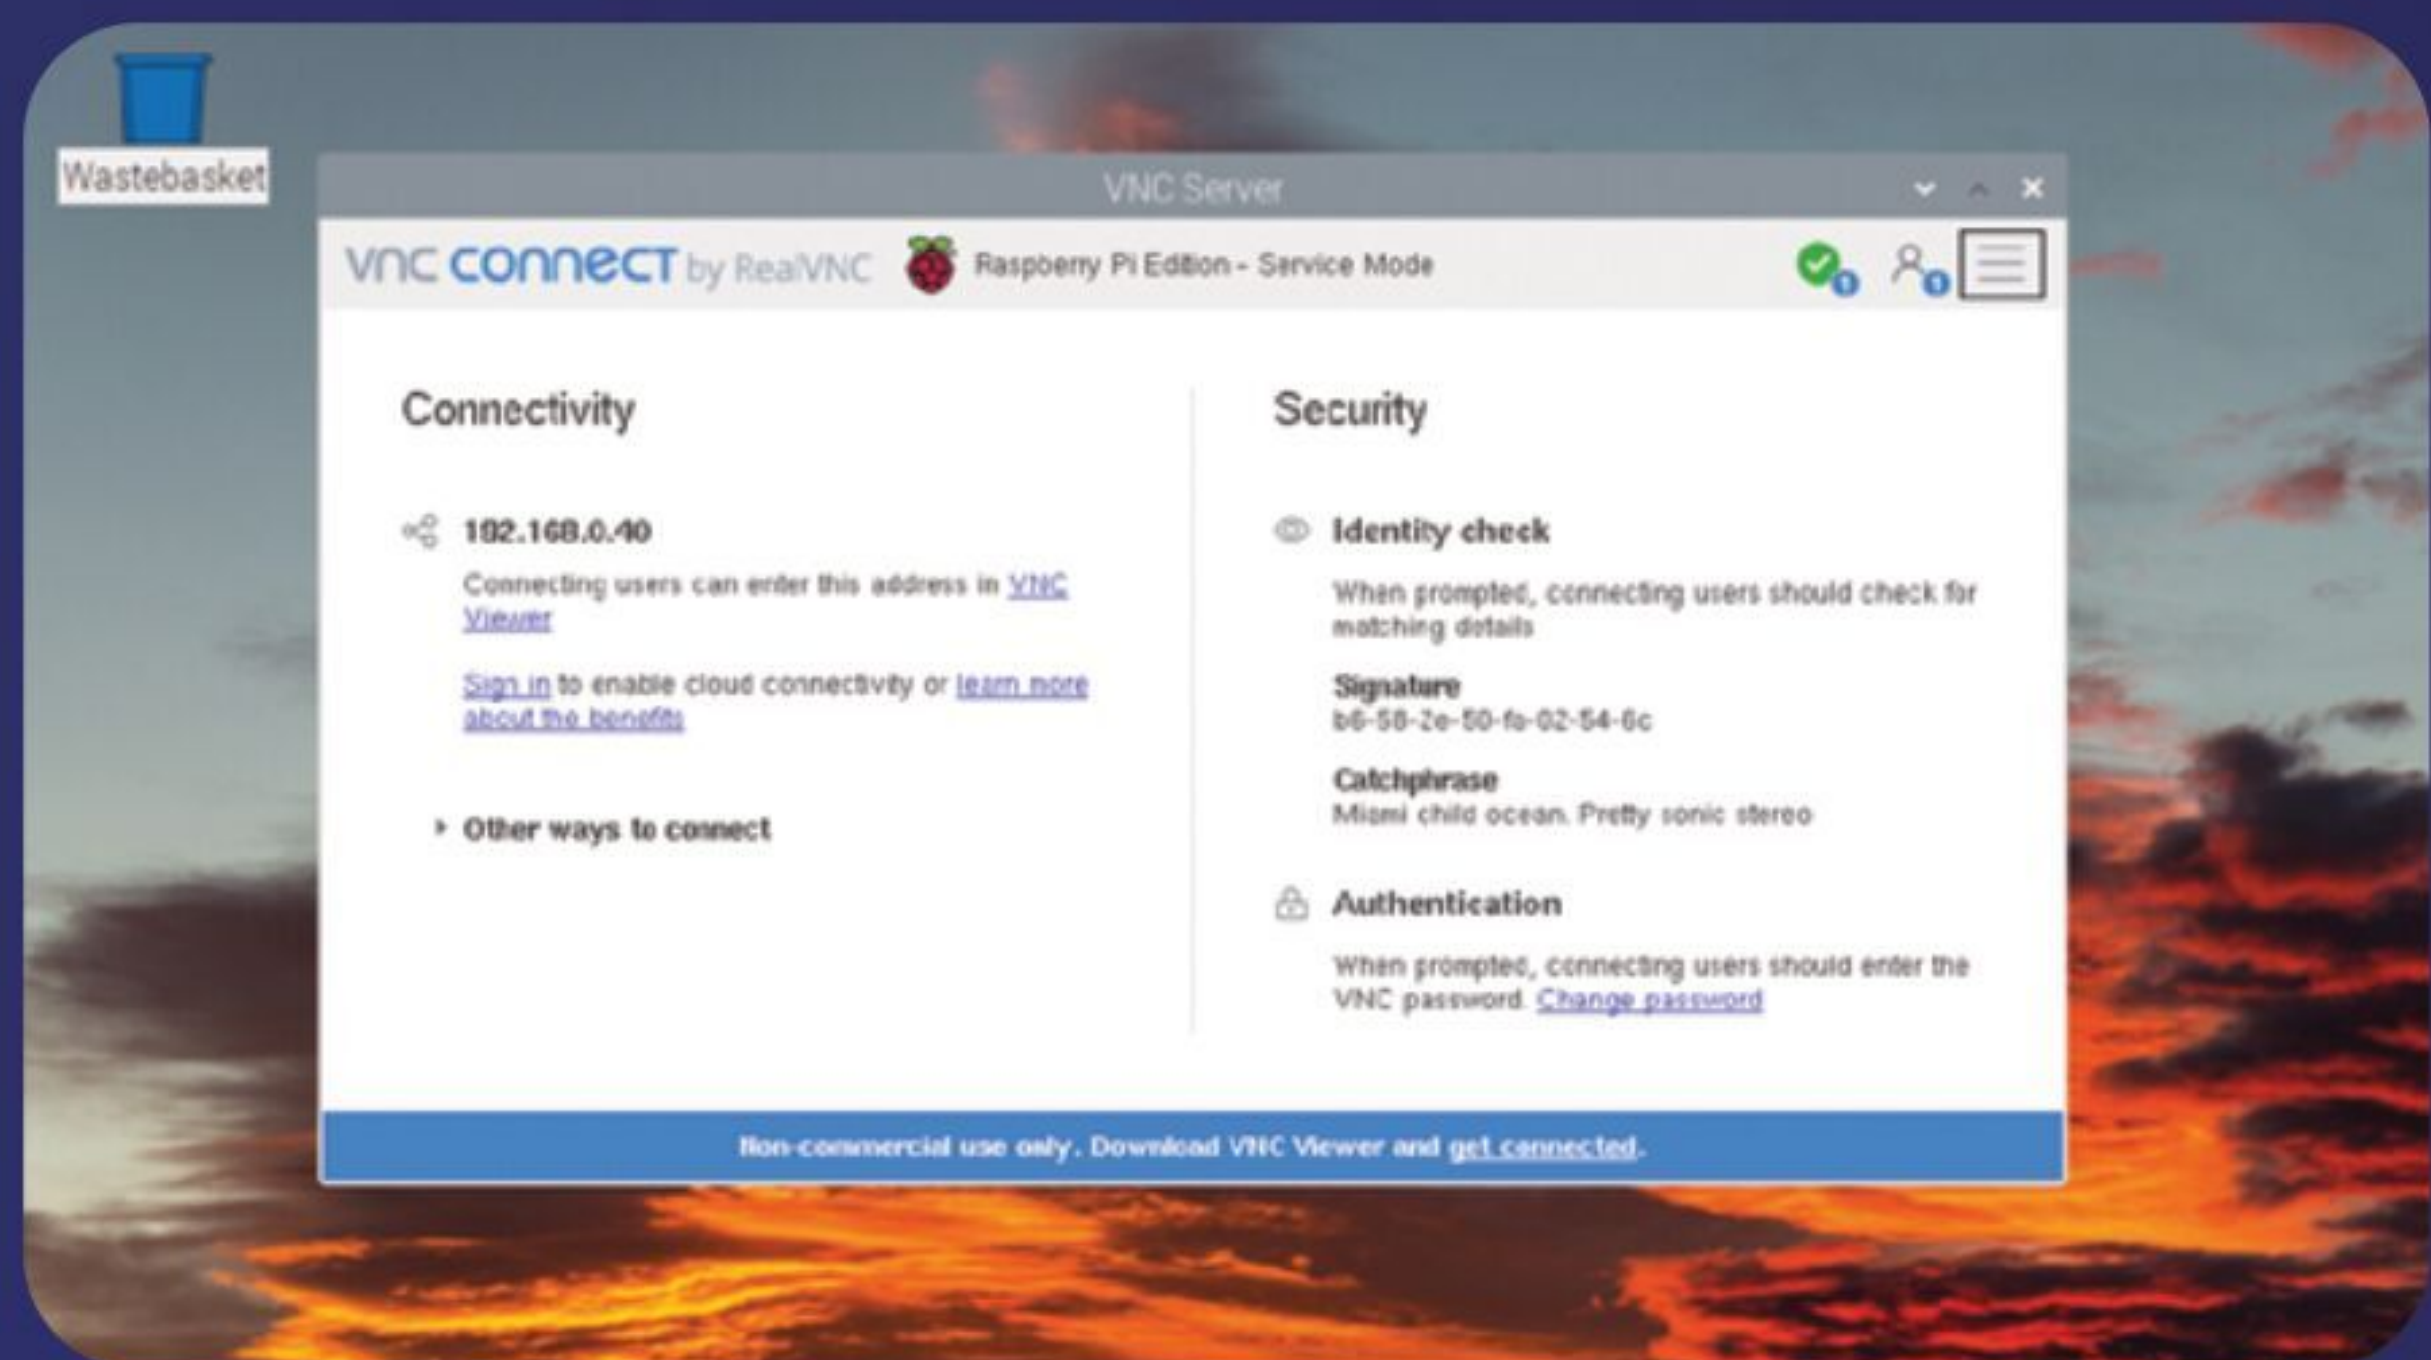 Wastebasket
VNC Server
vnc connect by RealVNC
Raspberry Pi Edition - Service Mode
1
1
Connectivity
192.168.0.40
Connecting users can enter this address in VNC
Viewer
Sign in to enable cloud connectivity or learn more
about the benefits
Other ways to connect
Security
Identity check
When prompted, connecting users should check for
matching details
Signature
b6-58-2e-50-fa-02-54-6c
Catchphrase
Miami child ocean. Pretty sonic stereo
Authentication
When prompted, connecting users should enter the
VNC password. Change password
Non-commercial use only. Download VNC Viewer and get connected.